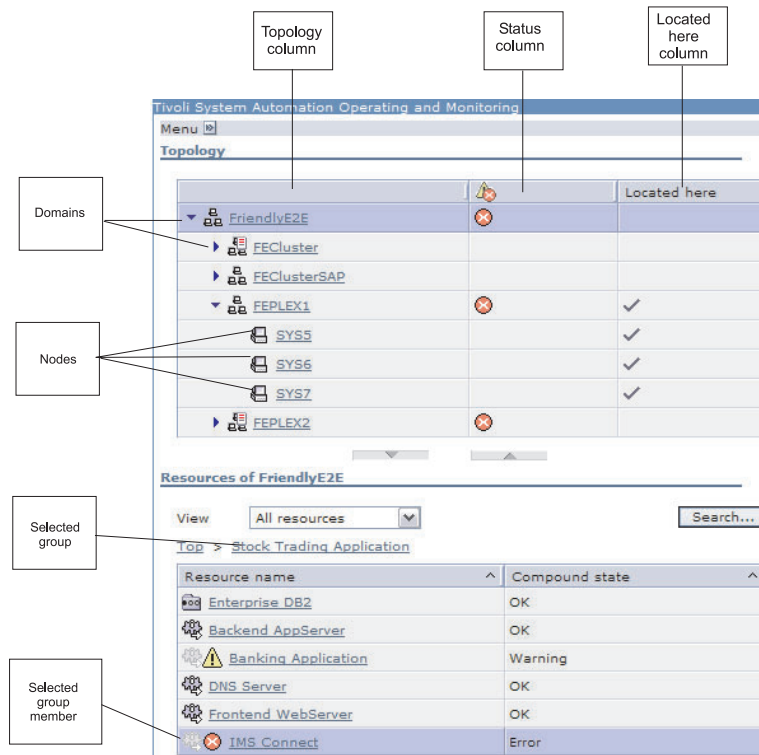 Topology
column
Status
column
Located
here
column
Tivoli System Automation Operating and Monitoring
Menu
Topology
Located here
Domains
FriendlyE2E
FECluster
FEClusterSAP
FEPLEX1
Nodes
SYS5
SYS6
SYS7
FEPLEX2
Resources of FriendlyE2E
Selected
group
View All resources Search...
Top > Stock Trading Application
Resource name Compound state
Enterprise DB2 OK
Backend AppServer OK
Banking Application Warning
DNS Server OK
Selected
group
member
Frontend WebServer OK
IMS Connect Error